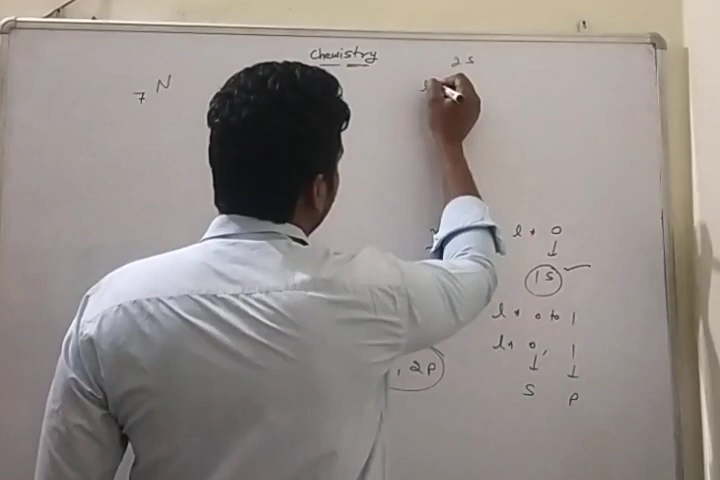 Chemistry
2s
7 N
l = 0
1s
l = 0 to 1
l = 0, 1
, 2p
s p